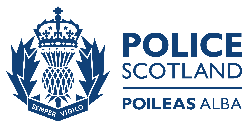 SEMPER VIGILO
POLICE
SCOTLAND
POILEAS ALBA